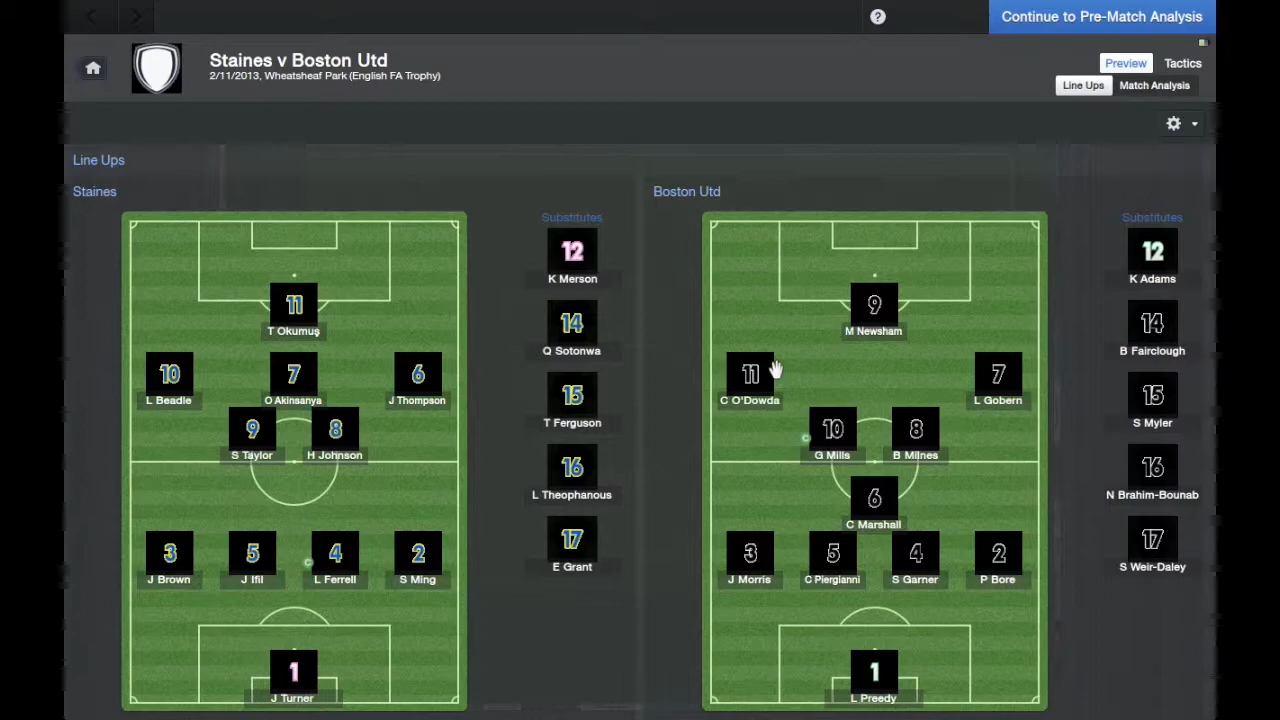 Continue to Pre-Match Analysis
Staines v Boston Utd
2/11/2013, Wheatsheaf Park (English FA Trophy)
Preview
Tactics
Line Ups
Match Analysis
Line Ups
Staines
11
T Okumuş
10
L Beadle
7
O Akinsanya
6
J Thompson
9
S Taylor
8
H Johnson
3
J Brown
5
J Ifil
4
L Ferrell
2
S Ming
1
J Turner
Substitutes
12
K Merson
14
Q Sotonwa
15
T Ferguson
16
L Theophanous
17
E Grant
Boston Utd
9
M Newsham
11
C O'Dowda
7
L Gobern
10
G Mills
8
B Milnes
6
C Marshall
3
J Morris
5
C Piergianni
4
S Garner
2
P Bore
1
L Preedy
Substitutes
12
K Adams
14
B Fairclough
15
S Myler
16
N Brahim-Bounab
17
S Weir-Daley